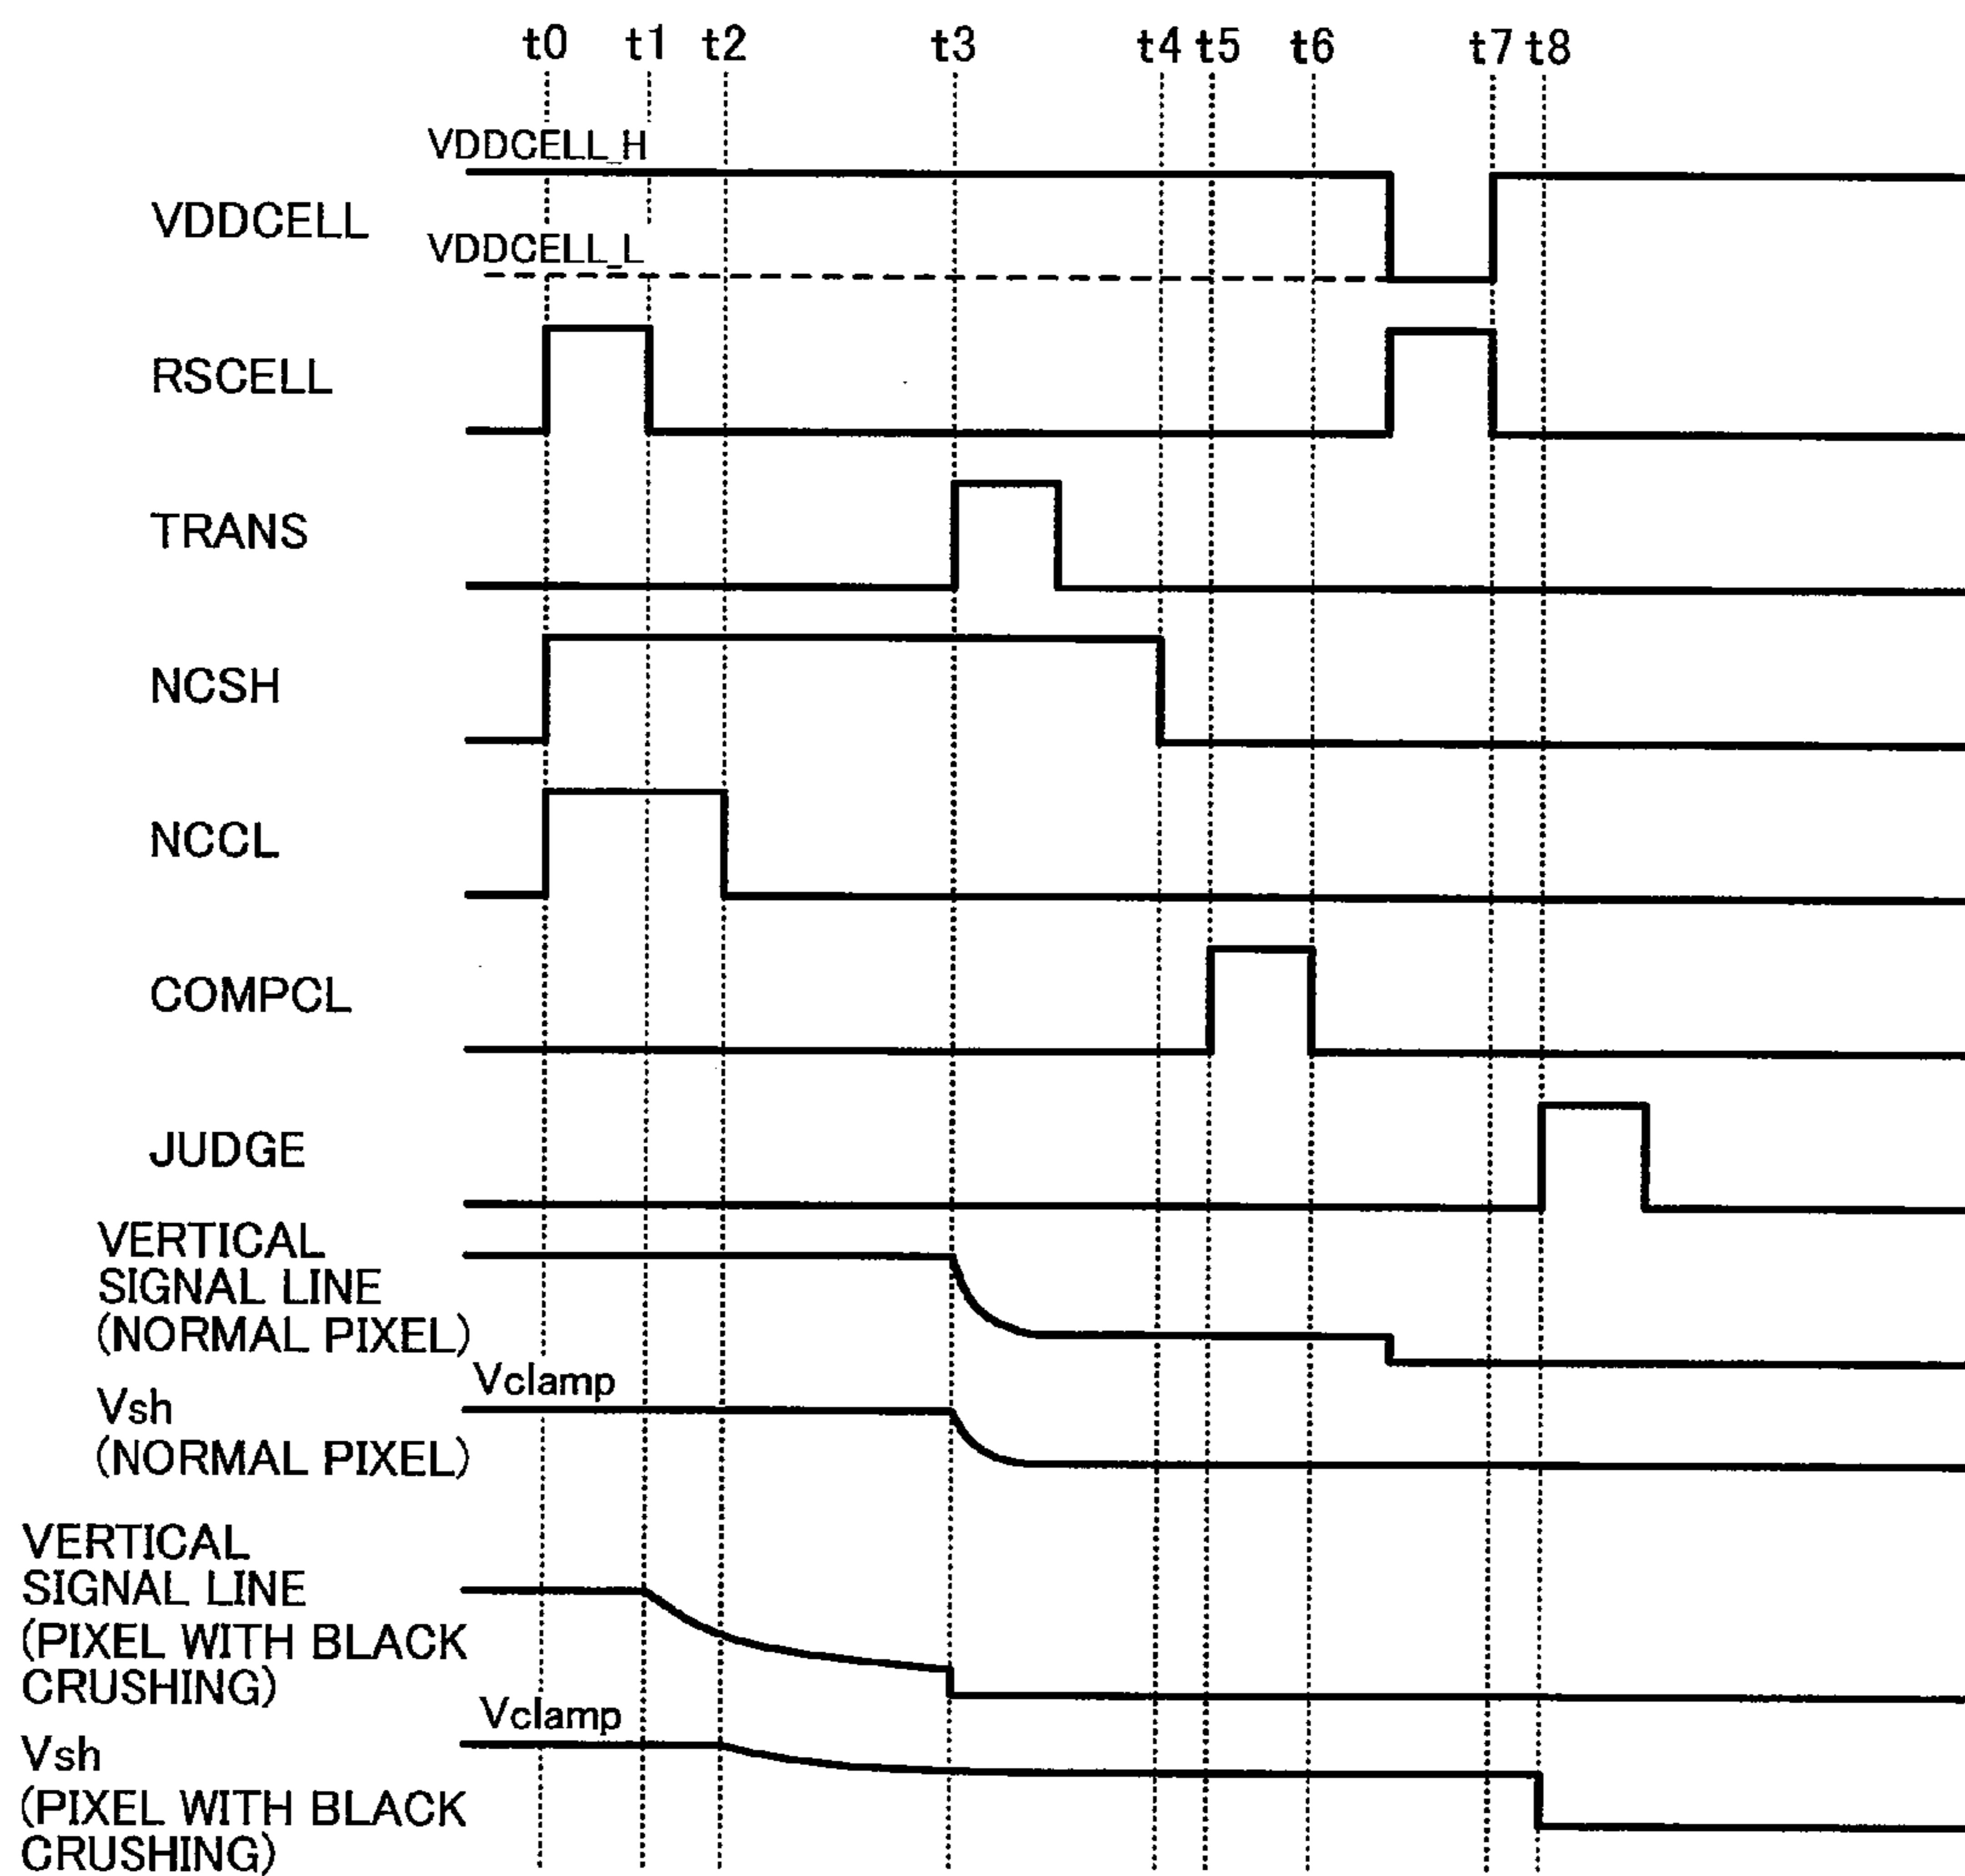 t0 t1 t2 t3 t4 t5 t6 t7 t8
VDDCELL_H
VDDCELL
VDDCELL_L
RSCELL
TRANS
NCSH
NCCL
COMPCL
JUDGE
VERTICAL
SIGNAL LINE
(NORMAL PIXEL)
Vclamp
Vsh
(NORMAL PIXEL)
VERTICAL
SIGNAL LINE
(PIXEL WITH BLACK
CRUSHING)
Vclamp
Vsh
(PIXEL WITH BLACK
CRUSHING)